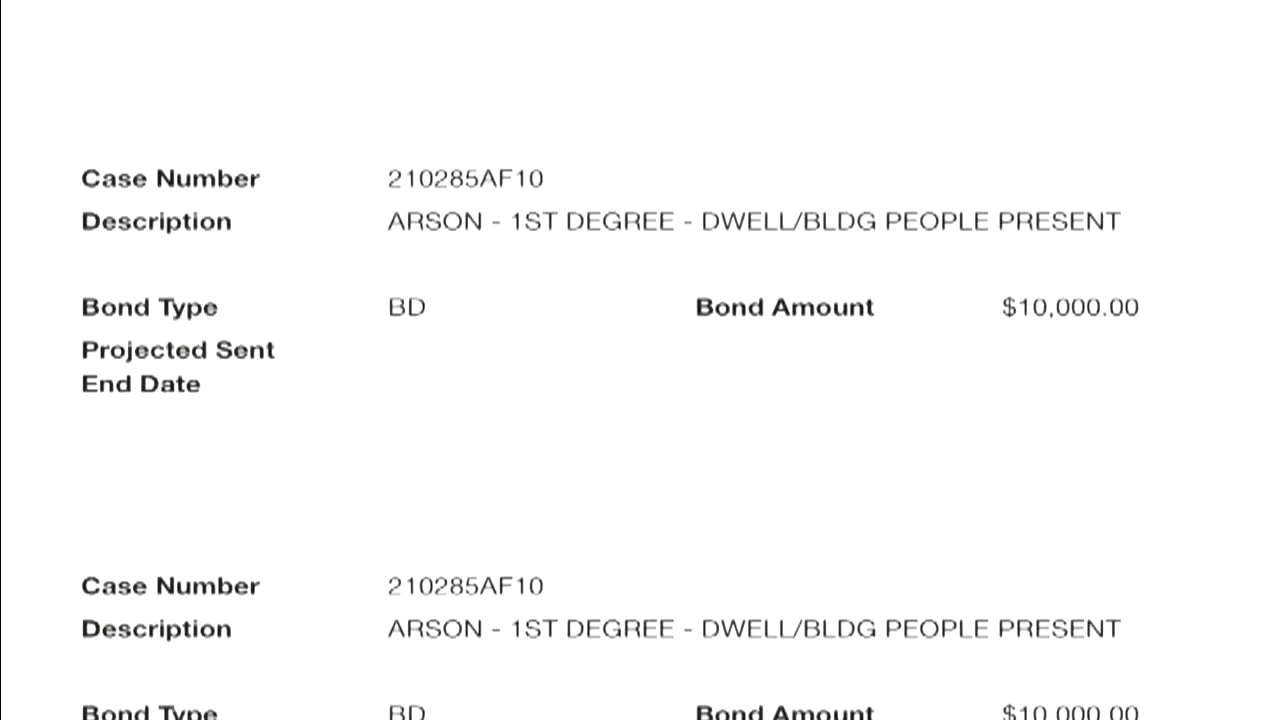 Case Number 210285AF10
Description ARSON - 1ST DEGREE - DWELL/BLDG PEOPLE PRESENT
Bond Type BD Bond Amount $10,000.00
Projected Sent
End Date
Case Number 210285AF10
Description ARSON - 1ST DEGREE - DWELL/BLDG PEOPLE PRESENT
Bond Type BD Bond Amount $10,000.00